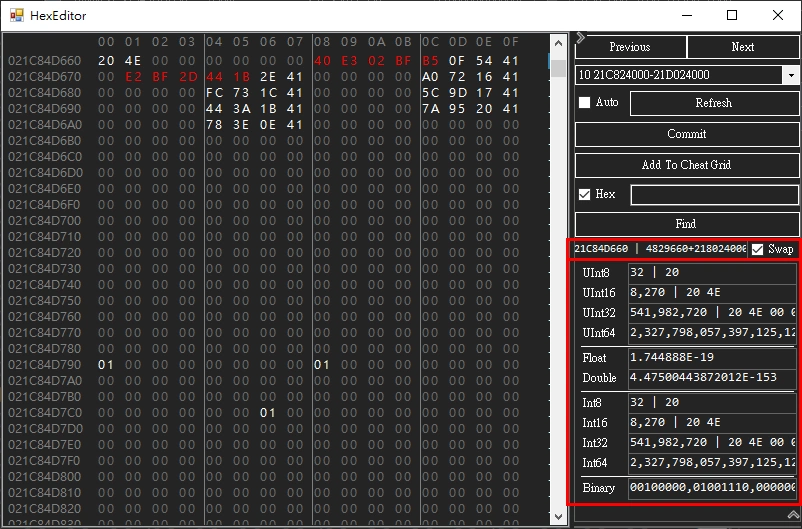 HexEditor
00 01 02 03 04 05 06 07 08 09 0A 0B 0C 0D 0E 0F
021C84D660 20 4E 00 00 00 00 00 00 40 E3 02 BF B5 0F 54 41
021C84D670 00 E2 BF 2D 44 1B 2E 41 00 00 00 00 A0 72 16 41
021C84D680 00 00 00 00 FC 73 1C 41 00 00 00 00 5C 9D 17 41
021C84D690 00 00 00 00 44 3A 1B 41 00 00 00 00 7A 95 20 41
021C84D6A0 00 00 00 00 78 3E 0E 41 00 00 00 00 00 00 00 00
021C84D6B0 00 00 00 00 00 00 00 00 00 00 00 00 00 00 00 00
021C84D6C0 00 00 00 00 00 00 00 00 00 00 00 00 00 00 00 00
021C84D6D0 00 00 00 00 00 00 00 00 00 00 00 00 00 00 00 00
021C84D6E0 00 00 00 00 00 00 00 00 00 00 00 00 00 00 00 00
021C84D6F0 00 00 00 00 00 00 00 00 00 00 00 00 00 00 00 00
021C84D700 00 00 00 00 00 00 00 00 00 00 00 00 00 00 00 00
021C84D710 00 00 00 00 00 00 00 00 00 00 00 00 00 00 00 00
021C84D720 00 00 00 00 00 00 00 00 00 00 00 00 00 00 00 00
021C84D730 00 00 00 00 00 00 00 00 00 00 00 00 00 00 00 00
021C84D740 00 00 00 00 00 00 00 00 00 00 00 00 00 00 00 00
021C84D750 00 00 00 00 00 00 00 00 00 00 00 00 00 00 00 00
021C84D760 00 00 00 00 00 00 00 00 00 00 00 00 00 00 00 00
021C84D770 00 00 00 00 00 00 00 00 00 00 00 00 00 00 00 00
021C84D780 00 00 00 00 00 00 00 00 00 00 00 00 00 00 00 00
021C84D790 01 00 00 00 00 00 00 00 01 00 00 00 00 00 00 00
021C84D7A0 00 00 00 00 00 00 00 00 00 00 00 00 00 00 00 00
021C84D7B0 00 00 00 00 00 00 00 00 00 00 00 00 00 00 00 00
021C84D7C0 00 00 00 00 00 00 01 00 00 00 00 00 00 00 00 00
021C84D7D0 00 00 00 00 00 00 00 00 00 00 00 00 00 00 00 00
021C84D7E0 00 00 00 00 00 00 00 00 00 00 00 00 00 00 00 00
021C84D7F0 00 00 00 00 00 00 00 00 00 00 00 00 00 00 00 00
021C84D800 00 00 00 00 00 00 00 00 00 00 00 00 00 00 00 00
021C84D810 00 00 00 00 00 00 00 00 00 00 00 00 00 00 00 00
021C84D820 00 00 00 00 00 00 00 00 00 00 00 00 00 00 00 00
021C84D830 00 00 00 00 00 00 00 00 00 00 00 00 00 00 00 00
Previous Next
10 21C824000-21D024000
Auto Refresh
Commit
Add To Cheat Grid
Hex
Find
21C84D660 | 4829660+218024000 Swap
UInt8 32 | 20
UInt16 8,270 | 20 4E
UInt32 541,982,720 | 20 4E 00 0
UInt64 2,327,798,057,397,125,12
Float 1.744888E-19
Double 4.47500443872012E-153
Int8 32 | 20
Int16 8,270 | 20 4E
Int32 541,982,720 | 20 4E 00 0
Int64 2,327,798,057,397,125,12
Binary 00100000,01001110,000000